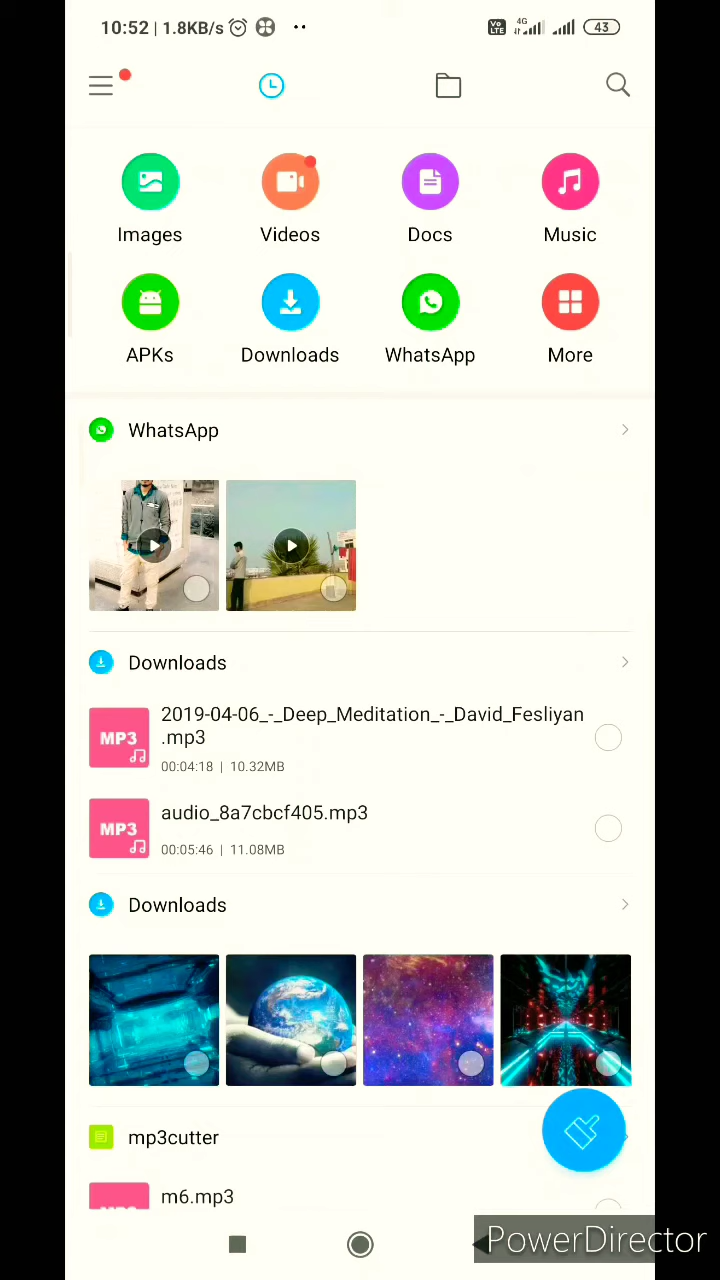 10:52 | 1.8KB/s
Vo LTE 4G 43
Images Videos Docs Music
APKs Downloads WhatsApp More
WhatsApp
Downloads
2019-04-06_-_Deep_Meditation_-_David_Fesliyan
.mp3
MP3
00:04:18 | 10.32MB
audio_8a7cbcf405.mp3
MP3
00:05:46 | 11.08MB
Downloads
mp3cutter
m6.mp3
PowerDirector